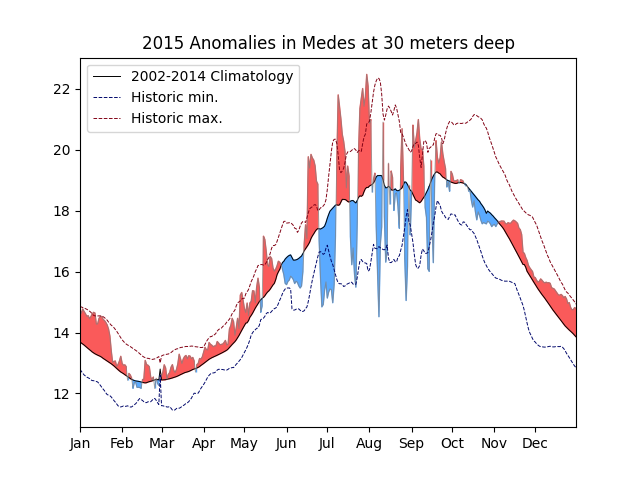 2015 Anomalies in Medes at 30 meters deep
2002-2014 Climatology
Historic min.
Historic max.
22
20
18
16
14
12
Jan Feb Mar Apr May Jun Jul Aug Sep Oct Nov Dec